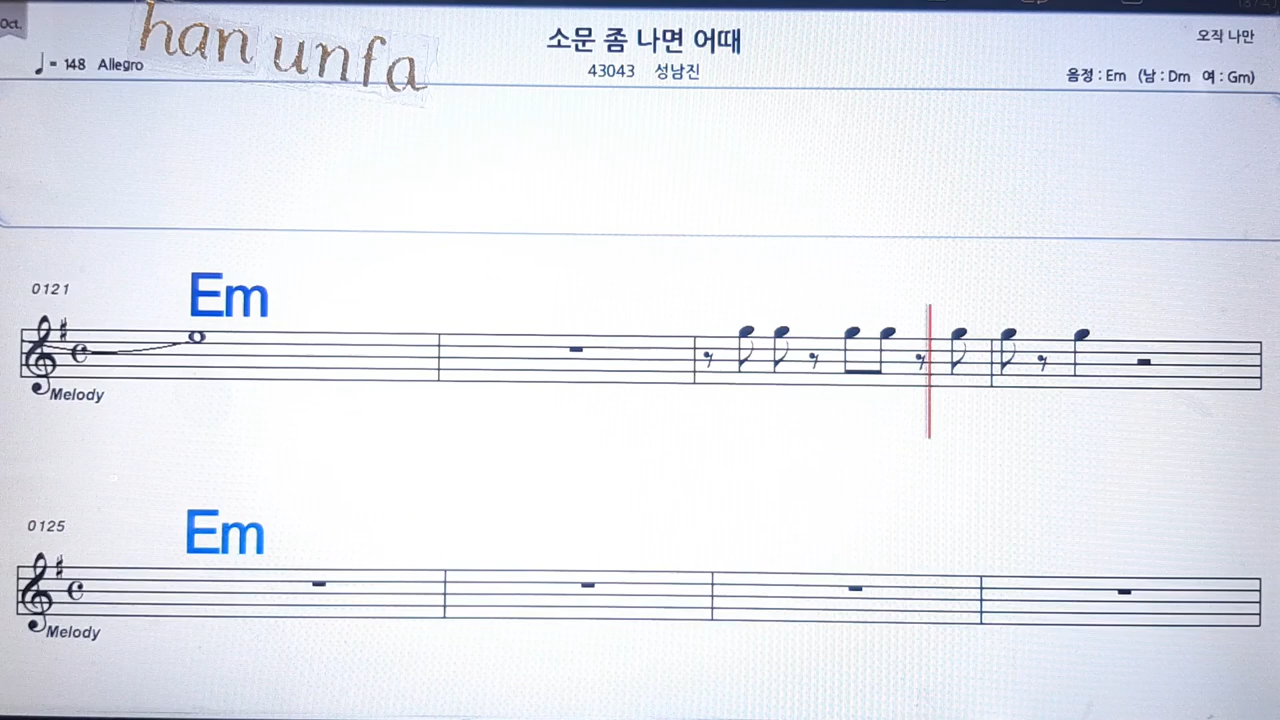 Oct.
han unfa
소문 좀 나면 어때
오직 나만
♩= 148 Allegro
43043 성남진
음정 : Em (남 : Dm 여 : Gm)
0121
Em
Melody
0125
Em
Melody